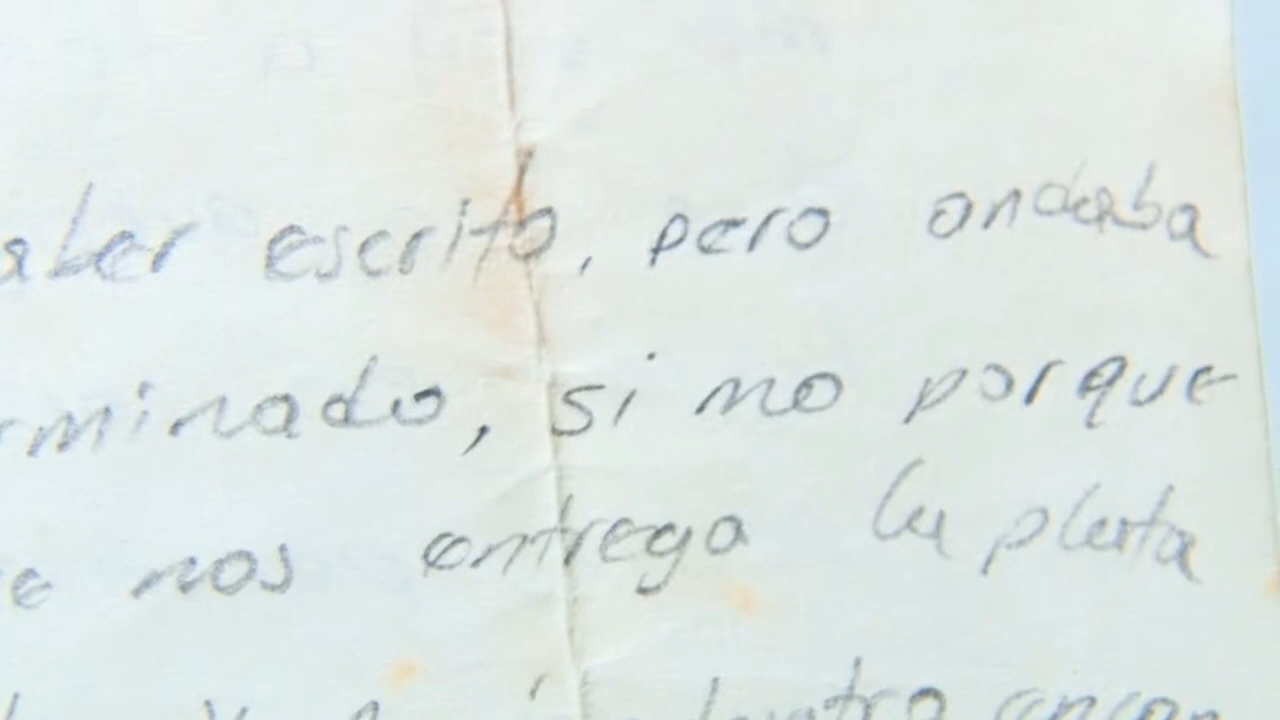 aber escrito, pero andaba
rminado, si no porque
e nos entrega la plata